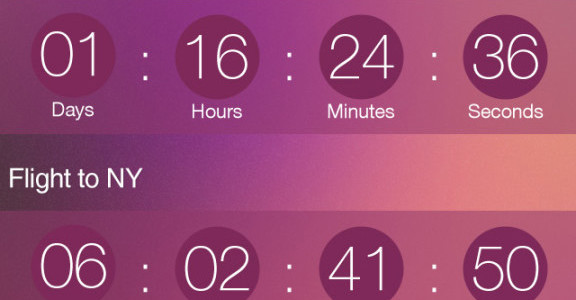 01 : 16 : 24 : 36
Days Hours Minutes Seconds
Flight to NY
06 : 02 : 41 : 50